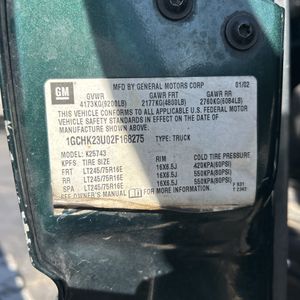 GM
MFD BY GENERAL MOTORS CORP 01/02
GVWR GAWR FRT GAWR RR
4173KG(9200LB) 2177KG(4800LB) 2760KG(6084LB)
THIS VEHICLE CONFORMS TO ALL APPLICABLE U.S. FEDERAL MOTOR
VEHICLE SAFETY STANDARDS IN EFFECT ON THE DATE OF
MANUFACTURE SHOWN ABOVE.
1GCHK23U02F168275 TYPE: TRUCK
MODEL: K25743
KPF5: TIRE SIZE RIM COLD TIRE PRESSURE
FRT LT245/75R16E 16X6.5J 420KPA(60PSI)
RR LT245/75R16E 16X6.5J 550KPA(80PSI)
SPA LT245/75R16E 16X6.5J 550KPA(80PSI)
SEE OWNER'S MANUAL FOR MORE INFORMATION.